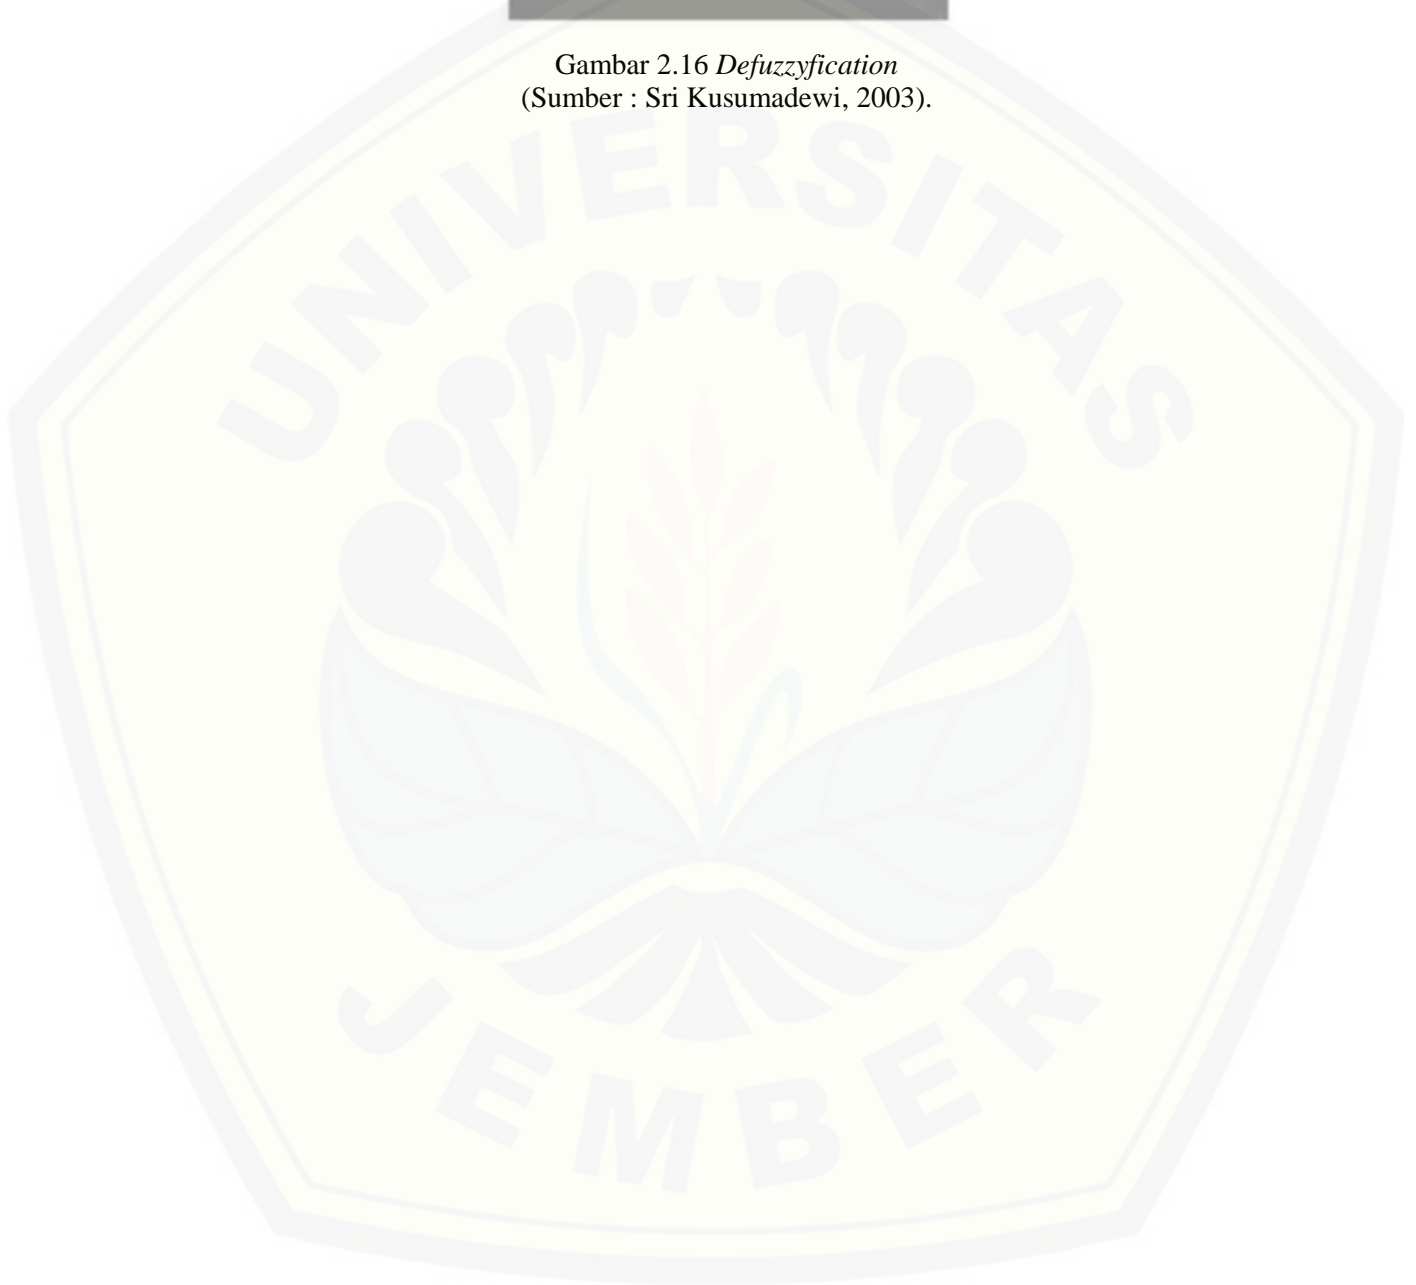 Gambar 2.16 Defuzzyfication
(Sumber : Sri Kusumadewi, 2003).
UNIVERSITAS
JEMBER